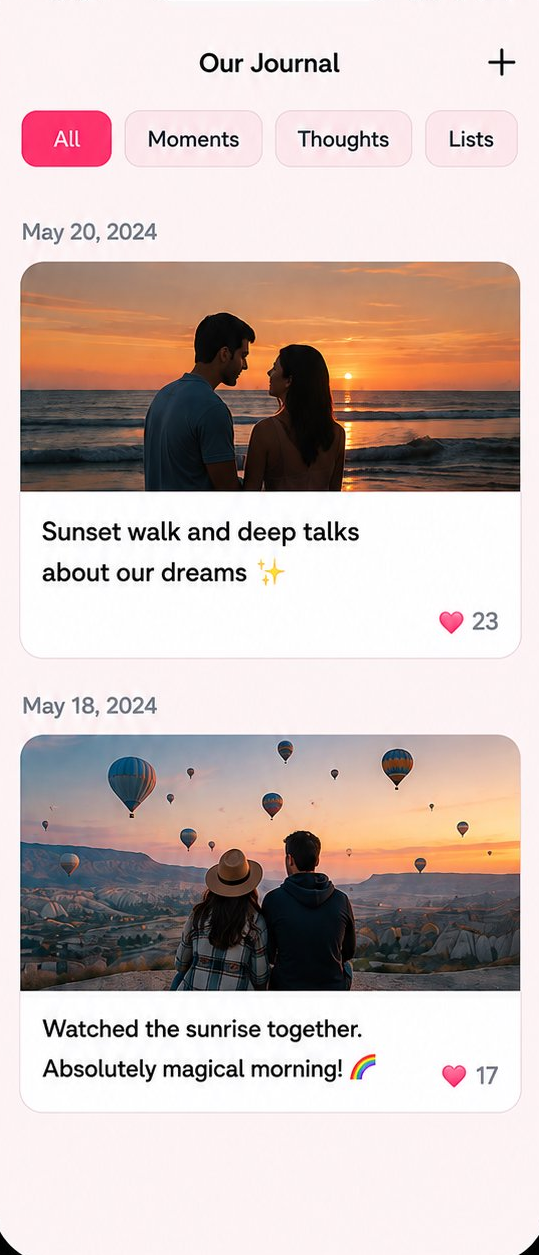 Our Journal
All Moments Thoughts Lists
May 20, 2024
Sunset walk and deep talks
about our dreams ✨
23
May 18, 2024
Watched the sunrise together.
Absolutely magical morning! 🌈
17